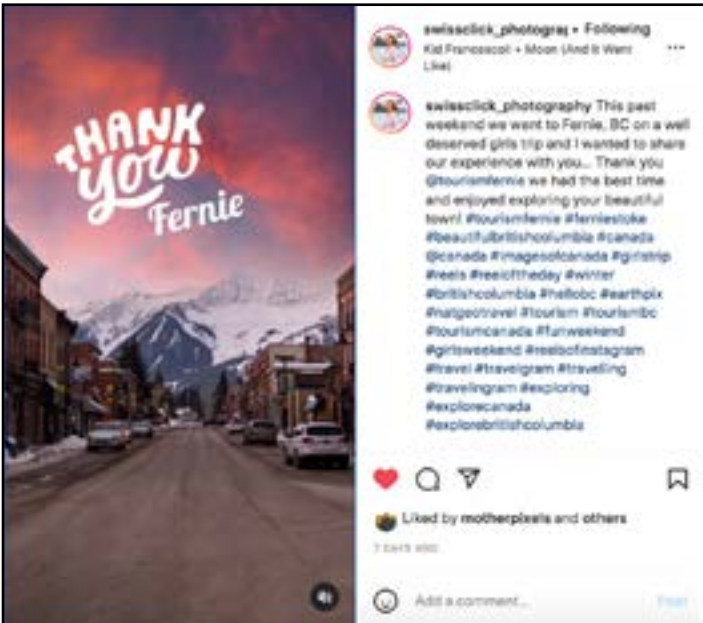 THANK
you
Fernie
swissclick_photograp • Following
Kid Francescoli • Moon (And It Went
Like)
swissclick_photography This past
weekend we went to Fernie, BC on a well
deserved girls trip and I wanted to share
our experience with you... Thank you
@tourismfernie we had the best time
and enjoyed exploring your beautiful
town! #tourismfernie #ferniestoke
#beautifulbritishcolumbia #canada
@canada #imagesofcanada #girlstrip
#reels #reeloftheday #winter
#britishcolumbia #hellobc #earthpix
#natgeotravel #tourism #tourismbc
#tourismcanada #funweekend
#girlsweekend #reelsofinstagram
#travel #travelgram #travelling
#travelingram #exploring
#explorecanada
#explorebritishcolumbia
Liked by motherpixels and others
7 DAYS AGO
Add a comment...
Post